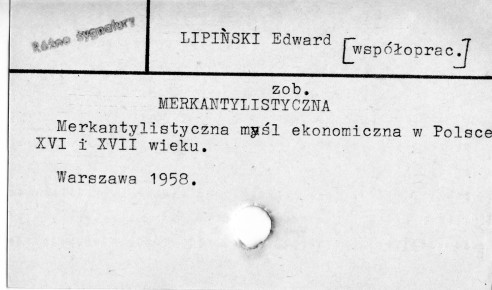 Różne sygnatury
LIPIŃSKI Edward [współoprac.]
zob.
MERKANTYLISTYCZNA
Merkantylistyczna myśl ekonomiczna w Polsce
XVI i XVII wieku.
Warszawa 1958.